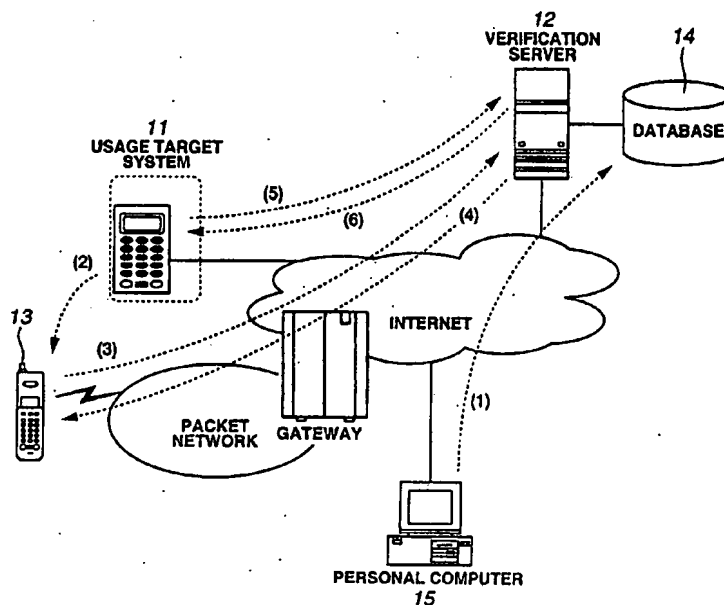 12
VERIFICATION
SERVER
14
DATABASE
11
USAGE TARGET
SYSTEM
(5)
(6)
(4)
(2)
13
(3)
INTERNET
(1)
PACKET
NETWORK
GATEWAY
PERSONAL COMPUTER
15